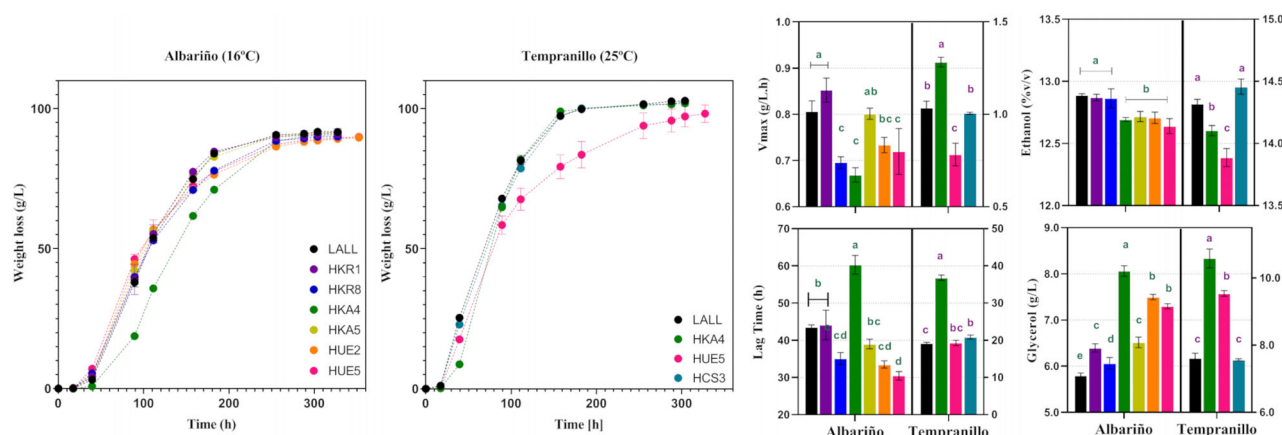 Albariño (16ºC)
Weight loss (g/L)
100
50
0
0
100
200
300
Time (h)
LALL
HKR1
HKR8
HKA4
HKA5
HUE2
HUE5
Tempranillo (25ºC)
Weight loss (g/L)
100
50
0
0
100
200
300
Time [h]
LALL
HKA4
HUE5
HCS3
Vmax (g/L.h)
1.0
0.9
0.8
0.7
0.6
a
c
c
ab
bc
c
b
a
c
b
1.5
1.0
0.5
Ethanol (%v/v)
13.5
13.0
12.5
12.0
a
b
a
b
c
a
15.0
14.5
14.0
13.5
Lag Time (h)
70
60
50
40
30
20
b
cd
a
bc
cd
d
c
a
bc
b
50
40
30
20
10
0
Albariño
Tempranillo
Glycerol (g/L)
9.0
8.0
7.0
6.0
5.0
e
c
d
a
c
b
b
c
a
b
c
10.0
8.0
6.0
Albariño
Tempranillo